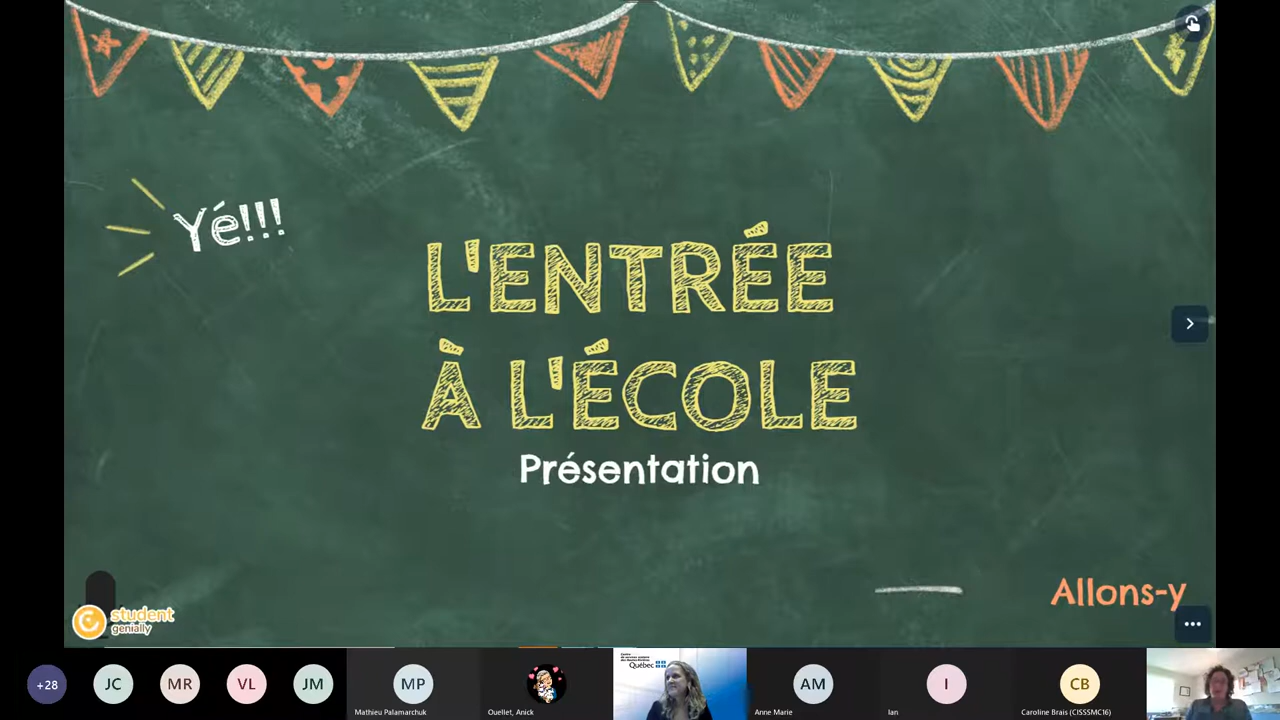 Yé!!!
L'ENTRÉE
À L'ÉCOLE
Présentation
Allons-y
student
genially
Québec
+28
JC
MR
VL
JM
MP
AM
I
CB
Mathieu Palamarchuk
Ouellet, Anick
Anne Marie
Ian
Caroline Brais (CISSSMC16)